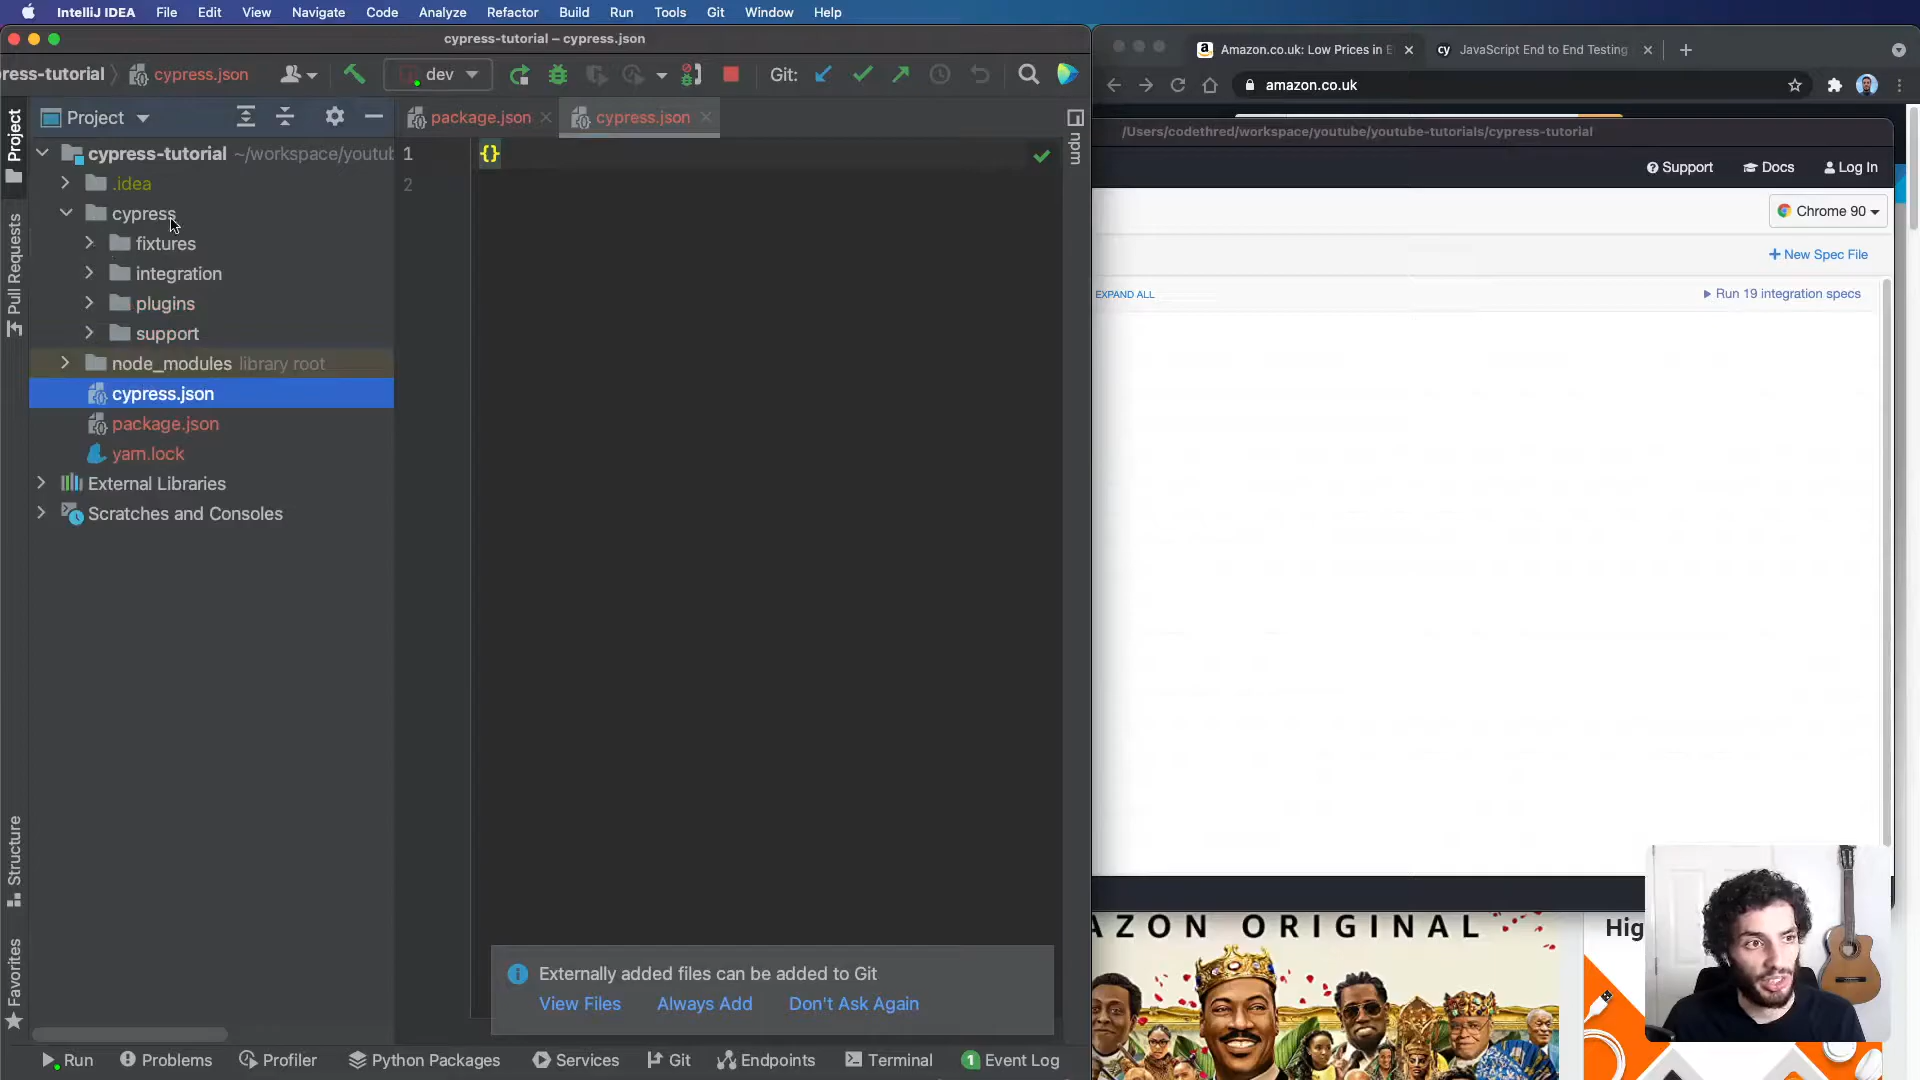 IntelliJ IDEA File Edit View Navigate Code Analyze Refactor Build Run Tools Git Window Help
cypress-tutorial – cypress.json
press-tutorial cypress.json dev Git:
Project
package.json
cypress.json
cypress-tutorial ~/workspace/youtub
.idea
cypress
fixtures
integration
plugins
support
node_modules library root
cypress.json
package.json
yarn.lock
External Libraries
Scratches and Consoles
1 {}
2
Project
Pull Requests
Structure
Favorites
npm
Externally added files can be added to Git
View Files Always Add Don't Ask Again
Run Problems Profiler Python Packages Services Git Endpoints Terminal 1 Event Log
Amazon.co.uk: Low Prices in E
cy JavaScript End to End Testing
amazon.co.uk
/Users/codethred/workspace/youtube/youtube-tutorials/cypress-tutorial
Support Docs Log In
Chrome 90
New Spec File
EXPAND ALL Run 19 integration specs
AZON ORIGINAL
Hig